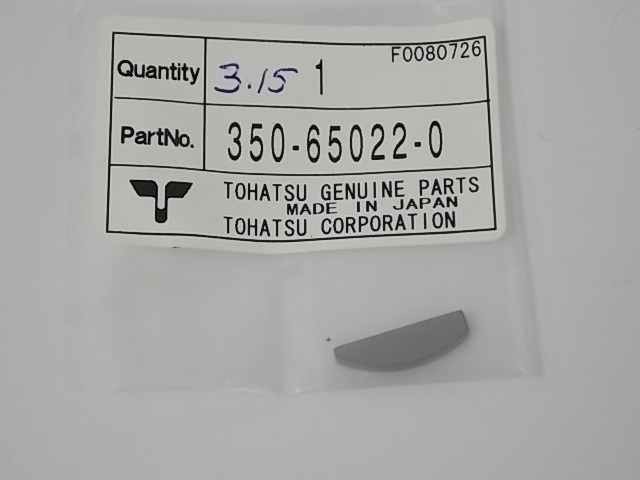 F0080726
Quantity 3.15 1
PartNo. 350-65022-0
TOHATSU GENUINE PARTS
MADE IN JAPAN
TOHATSU CORPORATION